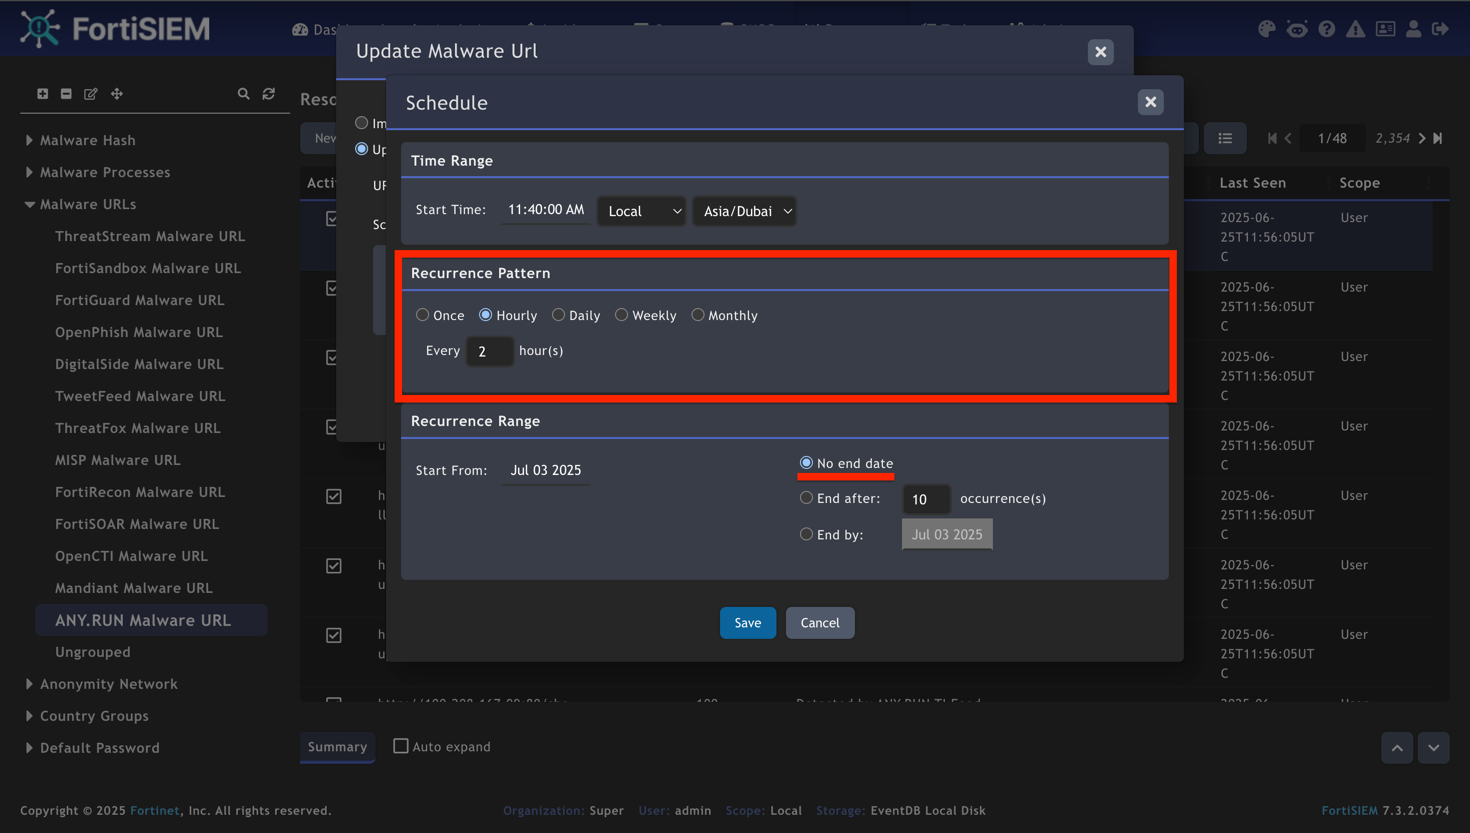 FortiSIEM
Update Malware Url
Schedule
Time Range
Start Time: 11:40:00 AM Local Asia/Dubai
Recurrence Pattern
Once Hourly Daily Weekly Monthly
Every 2 hour(s)
Recurrence Range
Start From: Jul 03 2025
No end date
End after: 10 occurrence(s)
End by: Jul 03 2025
Save Cancel
Malware Hash
Malware Processes
Malware URLs
ThreatStream Malware URL
FortiSandbox Malware URL
FortiGuard Malware URL
OpenPhish Malware URL
DigitalSide Malware URL
TweetFeed Malware URL
ThreatFox Malware URL
MISP Malware URL
FortiRecon Malware URL
FortiSOAR Malware URL
OpenCTI Malware URL
Mandiant Malware URL
ANY.RUN Malware URL
Ungrouped
Anonymity Network
Country Groups
Default Password
New
1/48 2,354
Last Seen Scope
2025-06-
25T11:56:05UT
C
User
2025-06-
25T11:56:05UT
C
User
2025-06-
25T11:56:05UT
C
User
2025-06-
25T11:56:05UT
C
User
2025-06-
25T11:56:05UT
C
User
2025-06-
25T11:56:05UT
C
User
2025-06-
25T11:56:05UT
C
User
Summary Auto expand
Copyright © 2025 Fortinet, Inc. All rights reserved.
Organization: Super User: admin Scope: Local Storage: EventDB Local Disk
FortiSIEM 7.3.2.0374